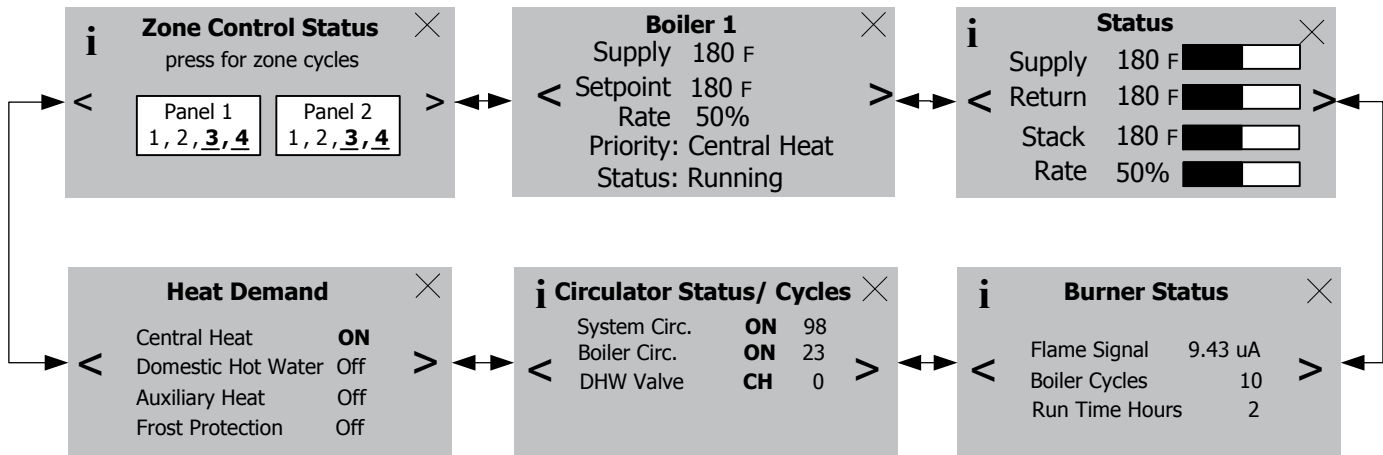 i Zone Control Status
press for zone cycles
< >
Panel 1
1, 2, 3, 4
Panel 2
1, 2, 3, 4
Boiler 1
Supply 180 F
< Setpoint 180 F >
Rate 50%
Priority: Central Heat
Status: Running
i Status
Supply 180 F
< Return 180 F >
Stack 180 F
Rate 50%
Heat Demand
Central Heat ON
< Domestic Hot Water Off >
Auxiliary Heat Off
Frost Protection Off
i Circulator Status/ Cycles
System Circ. ON 98
Boiler Circ. ON 23
< DHW Valve CH 0 >
i Burner Status
Flame Signal 9.43 uA
< Boiler Cycles 10 >
Run Time Hours 2